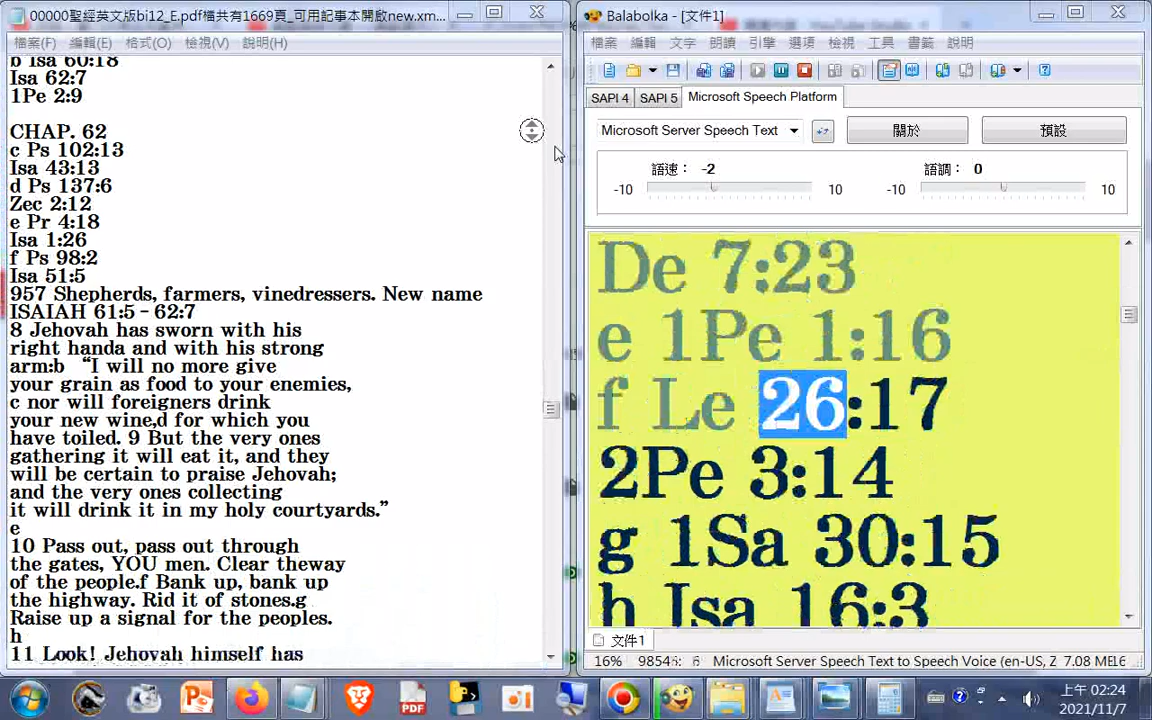 00000聖經英文版bi12_E.pdf檔共有1669頁_可用記事本開啟new.xm...
檔案(F) 編輯(E) 格式(O) 檢視(V) 說明(H)
b Isa 60:18
Isa 62:7
1Pe 2:9
CHAP. 62
c Ps 102:13
Isa 43:13
d Ps 137:6
Zec 2:12
e Pr 4:18
Isa 1:26
f Ps 98:2
Isa 51:5
957 Shepherds, farmers, vinedressers. New name
ISAIAH 61:5–62:7
8 Jehovah has sworn with his
right handa and with his strong
arm:b “I will no more give
your grain as food to your enemies,
c nor will foreigners drink
your new wine,d for which you
have toiled. 9 But the very ones
gathering it will eat it, and they
will be certain to praise Jehovah;
and the very ones collecting
it will drink it in my holy courtyards.”
e
10 Pass out, pass out through
the gates, YOU men. Clear theway
of the people.f Bank up, bank up
the highway. Rid it of stones.g
Raise up a signal for the peoples.
h
11 Look! Jehovah himself has
Balabolka - [文件1]
檔案 編輯 文字 朗讀 引擎 選項 檢視 工具 書籤 說明
SAPI 4 SAPI 5 Microsoft Speech Platform
Microsoft Server Speech Text 關於 預設
語速： -2 語調： 0
-10 10 -10 10
De 7:23
e 1Pe 1:16
f Le 26:17
2Pe 3:14
g 1Sa 30:15
h Isa 16:3
文件1
16% Microsoft Server Speech Text to Speech Voice (en-US, Z 7.08 ME
上午 02:24
2021/11/7